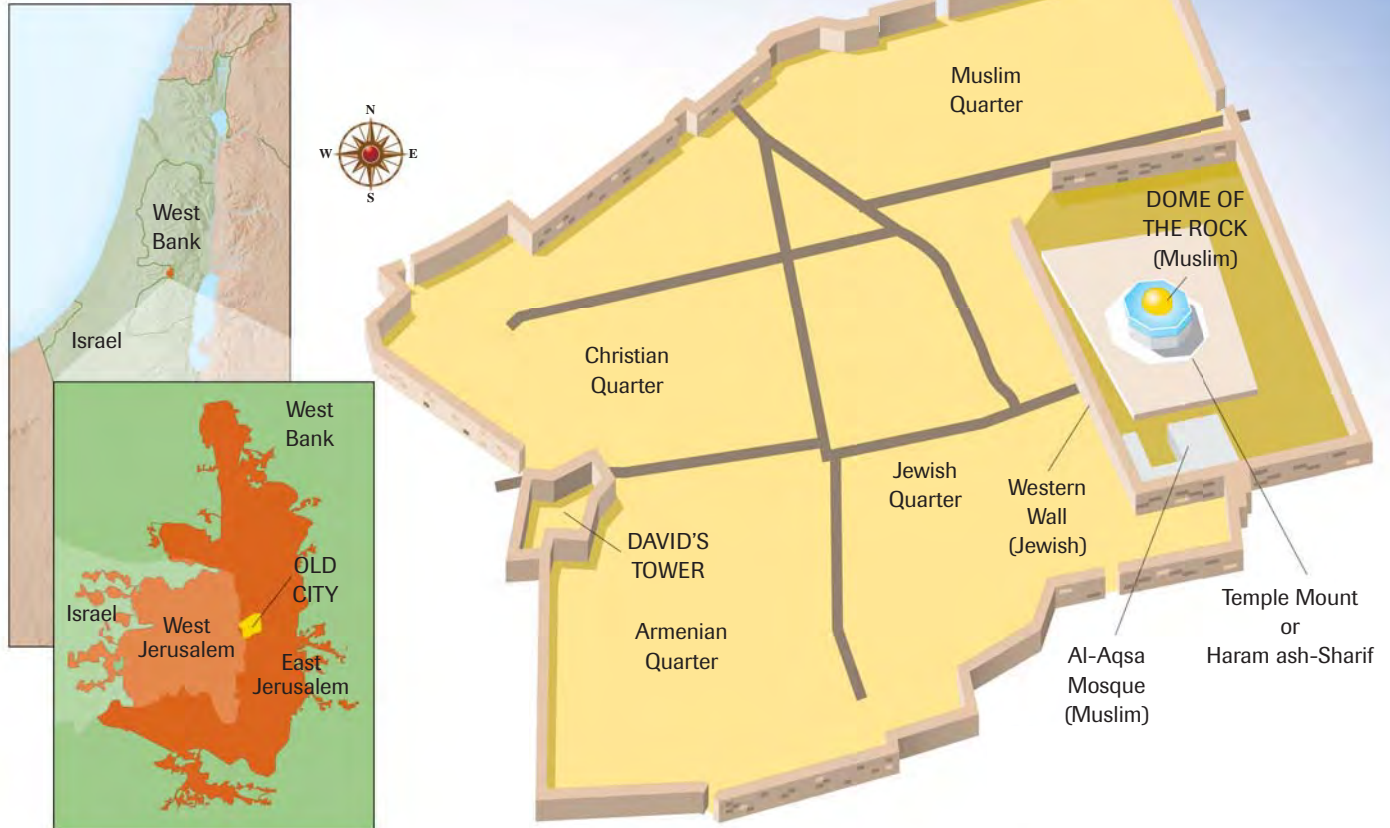 West
Bank
Israel
N
W
E
S
West
Bank
OLD
CITY
Israel
West
Jerusalem
East
Jerusalem
Muslim
Quarter
DOME OF
THE ROCK
(Muslim)
Christian
Quarter
Jewish
Quarter
Western
Wall
(Jewish)
DAVID'S
TOWER
Armenian
Quarter
Al-Aqsa
Mosque
(Muslim)
Temple Mount
or
Haram ash-Sharif